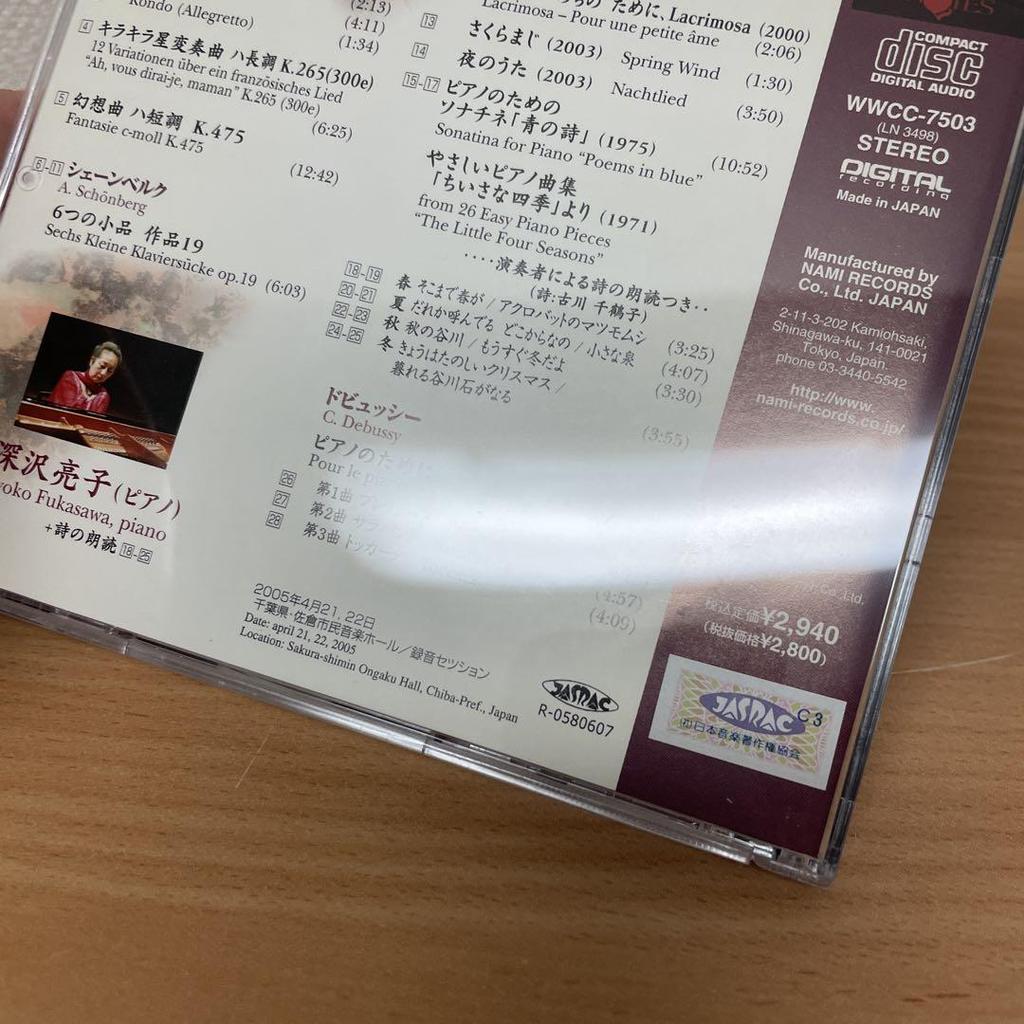 Rondo (Allegretto)
(2:13)
(4:11)
(1:34)
4 キラキラ星変奏曲 ハ長調 K.265(300e)
12 Variationen über ein französisches Lied
"Ah, vous dirai-je, maman" K.265 (300e)
(6:25)
5 幻想曲 ハ短調 K.475
Fantasie c-moll K.475
(12:42)
6-11 シェーンベルク
A. Schönberg
6つの小品 作品19
Sechs Kleine Klaviersücke op.19 (6:03)
深沢亮子(ピアノ)
yoko Fukasawa, piano
+詩の朗読 18-25
ために, Lacrimosa (2000)
Lacrimosa – Pour une petite âme (2:06)
13 さくらまじ (2003) Spring Wind (1:30)
14 夜のうた (2003) Nachtlied (3:50)
15-17 ピアノのための
ソナチネ「青の詩」(1975)
Sonatina for Piano "Poems in blue" (10:52)
やさしいピアノ曲集
「ちいさな四季」より (1971)
from 26 Easy Piano Pieces
"The Little Four Seasons"
‥‥演奏者による詩の朗読つき‥
(詩:古川 千鶴子)
18-19 春 そこまで春が / アクロバットのマツモムシ (3:25)
20-21 夏 だれか呼んでる どこからなの / 小さな泉 (4:07)
22-23 秋 秋の谷川 / もうすぐ冬だよ (3:30)
24-25 冬 きょうはたのしいクリスマス /
暮れる谷川石がなる (3:55)
ドビュッシー
C. Debussy
ピアノのために
Pour le
26 第1曲
27 第2曲 サラ
28 第3曲 トッカー
(4:57)
(4:09)
2005年4月21, 22日
千葉県・佐倉市民音楽ホール／録音セッション
Date: april 21, 22, 2005
Location: Sakura-shimin Ongaku Hall, Chiba-Pref., Japan
JASRAC
R-0580607
COMPACT
disc
DIGITAL AUDIO
WWCC-7503
(LN 3498)
STEREO
DIGITAL
recording
Made in JAPAN
Manufactured by
NAMI RECORDS
Co., Ltd. JAPAN
2-11-3-202 Kamiohsaki,
Shinagawa-ku, 141-0021
Tokyo, Japan.
phone 03-3440-5542
http://www.
nami-records.co.jp/
Co., Ltd.
税込定価¥2,940
(税抜価格¥2,800)
JASRAC C3
㈳日本音楽著作権協会